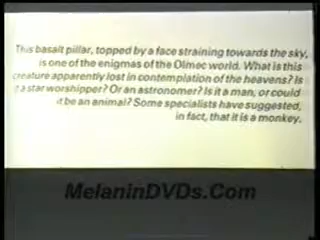 This basalt pillar, topped by a face straining towards the sky,
is one of the enigmas of the Olmec world. What is this
creature apparently lost in contemplation of the heavens? Is
it a star worshipper? Or an astronomer? Is it a man, or could
it be an animal? Some specialists have suggested,
in fact, that it is a monkey.
MelaninDVDs.Com